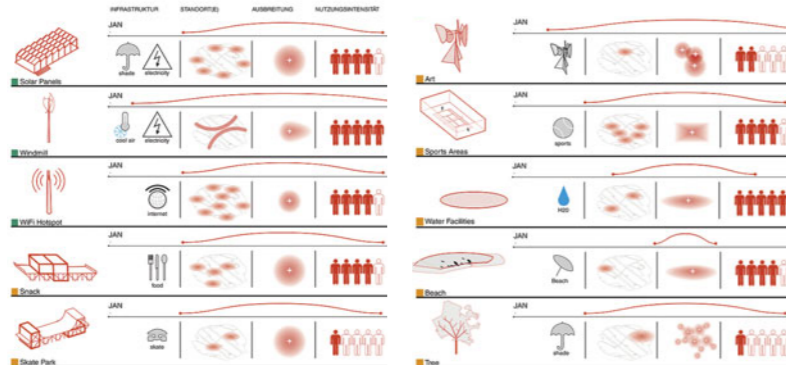 INFRASTRUKTUR STANDORT(E) AUSBREITUNG NUTZUNGSINTENSITÄT
JAN
shade electricity
Solar Panels
JAN
cool air electricity
Windmill
JAN
internet
WiFi Hotspot
JAN
food
Snack
JAN
skate
Skate Park
JAN
Art
JAN
sports
Sports Areas
JAN
H20
Water Facilities
JAN
Beach
Beach
JAN
shade
Tree